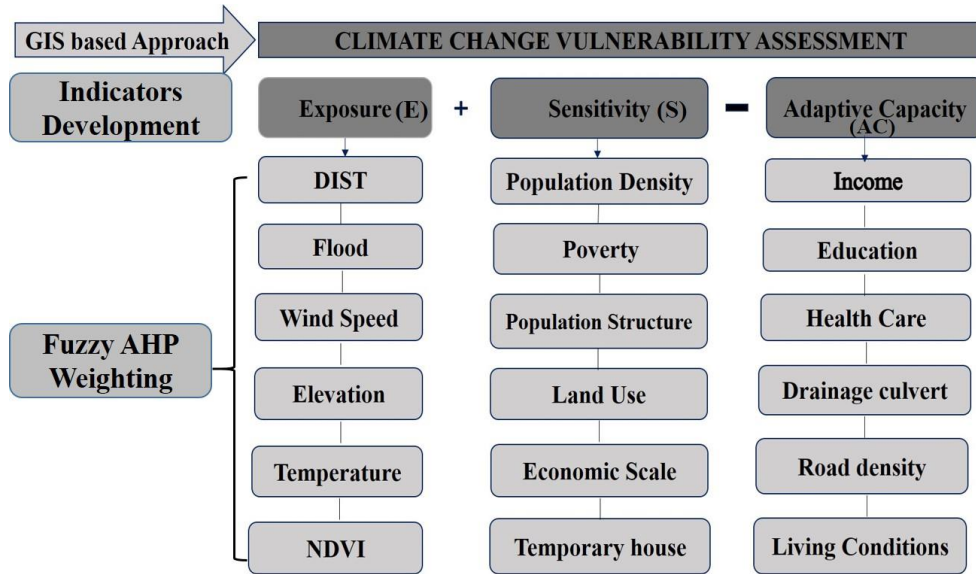 GIS based Approach
CLIMATE CHANGE VULNERABILITY ASSESSMENT
Indicators
Development
Exposure (E)
+
Sensitivity (S)
-
Adaptive Capacity
(AC)
Fuzzy AHP
Weighting
DIST
Flood
Wind Speed
Elevation
Temperature
NDVI
Population Density
Poverty
Population Structure
Land Use
Economic Scale
Temporary house
Income
Education
Health Care
Drainage culvert
Road density
Living Conditions